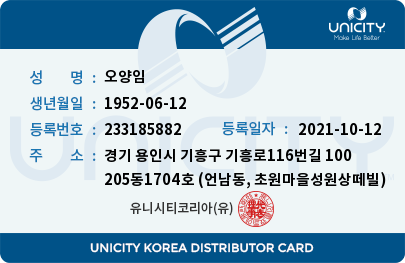 UNICITY
Make Life Better
성 명 : 오양임
생년월일 : 1952-06-12
등록번호 : 233185882 등록일자 : 2021-10-12
주 소 : 경기 용인시 기흥구 기흥로116번길 100
205동1704호 (언남동, 초원마을성원상떼빌)
유니시티코리아(유)
UNICITY KOREA DISTRIBUTOR CARD